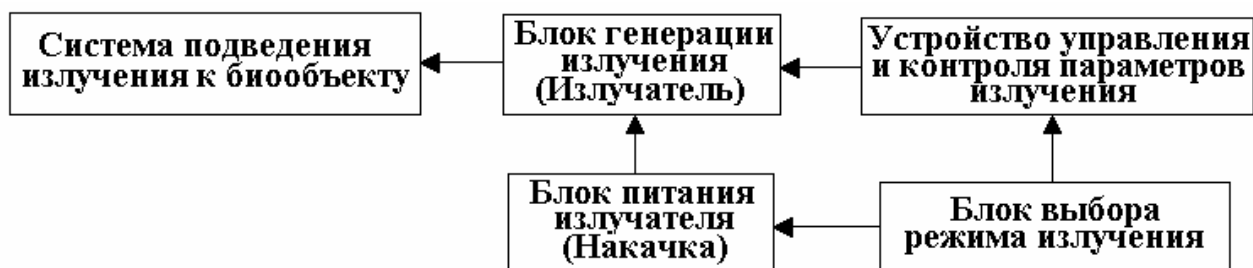 Система подведения
излучения к биообъекту
Блок генерации
излучения
(Излучатель)
Устройство управления
и контроля параметров
излучения
Блок питания
излучателя
(Накачка)
Блок выбора
режима излучения